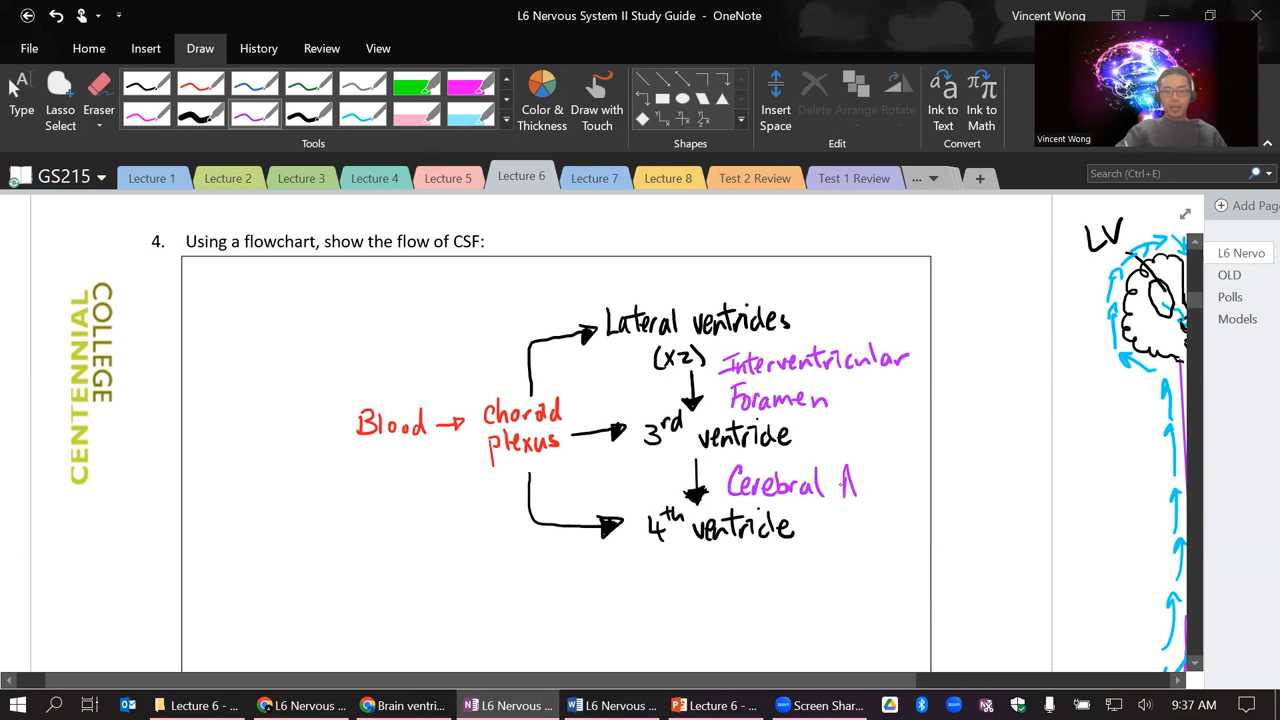 L6 Nervous System II Study Guide - OneNote
Vincent Wong
File Home Insert Draw History Review View
Type
Lasso Select
Eraser
Color & Thickness
Draw with Touch
Insert Space
Delete Arrange Rotate
Ink to Text
Ink to Math
Tools
Shapes
Edit
Convert
Vincent Wong
GS215
Lecture 1 Lecture 2 Lecture 3 Lecture 4 Lecture 5 Lecture 6 Lecture 7 Lecture 8 Test 2 Review Test 1 Review ...
Search (Ctrl+E)
Add Pag
L6 Nervo
OLD
Polls
Models
4. Using a flowchart, show the flow of CSF:
CENTENNIAL
COLLEGE
LV
Lateral ventricles
(x2)
Interventricular
Foramen
Blood
Choroid
plexus
3rd ventricle
Cerebral A
4th ventricle
Lecture 6 - ... L6 Nervous ... Brain ventri... L6 Nervous ... L6 Nervous ... Lecture 6 - ... Screen Shar...
9:37 AM